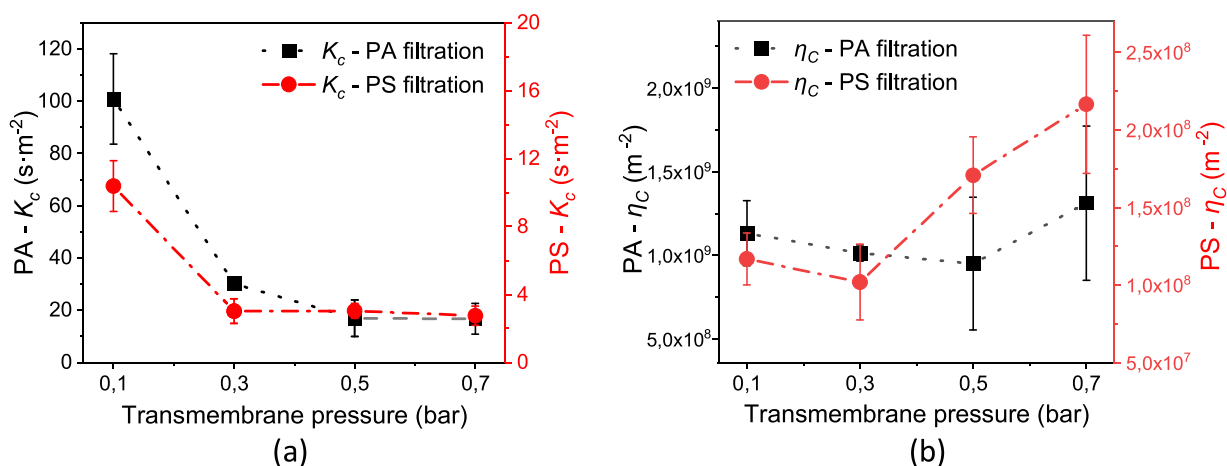 PA - Kc (s·m-2)
120
100
80
60
40
20
0
Kc - PA filtration
Kc - PS filtration
20
16
12
8
4
0
PS - Kc (s·m-2)
0,1 0,3 0,5 0,7
Transmembrane pressure (bar)
(a)
PA - ηC (m-2)
2,0x10⁹
1,5x10⁹
1,0x10⁹
5,0x10⁸
ηC - PA filtration
ηC - PS filtration
2,5x10⁸
2,0x10⁸
1,5x10⁸
1,0x10⁸
5,0x10⁷
PS - ηC (m-2)
0,1 0,3 0,5 0,7
Transmembrane pressure (bar)
(b)